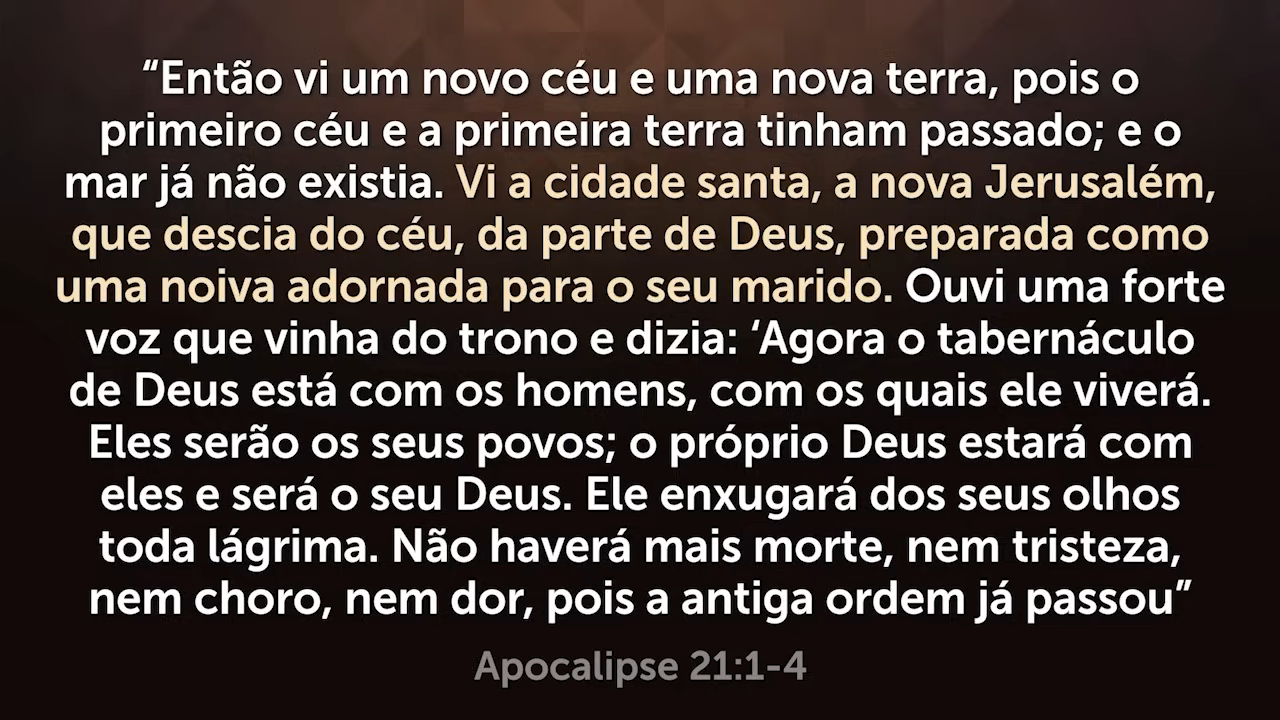 “Então vi um novo céu e uma nova terra, pois o
primeiro céu e a primeira terra tinham passado; e o
mar já não existia. Vi a cidade santa, a nova Jerusalém,
que descia do céu, da parte de Deus, preparada como
uma noiva adornada para o seu marido. Ouvi uma forte
voz que vinha do trono e dizia: ‘Agora o tabernáculo
de Deus está com os homens, com os quais ele viverá.
Eles serão os seus povos; o próprio Deus estará com
eles e será o seu Deus. Ele enxugará dos seus olhos
toda lágrima. Não haverá mais morte, nem tristeza,
nem choro, nem dor, pois a antiga ordem já passou”
Apocalipse 21:1-4